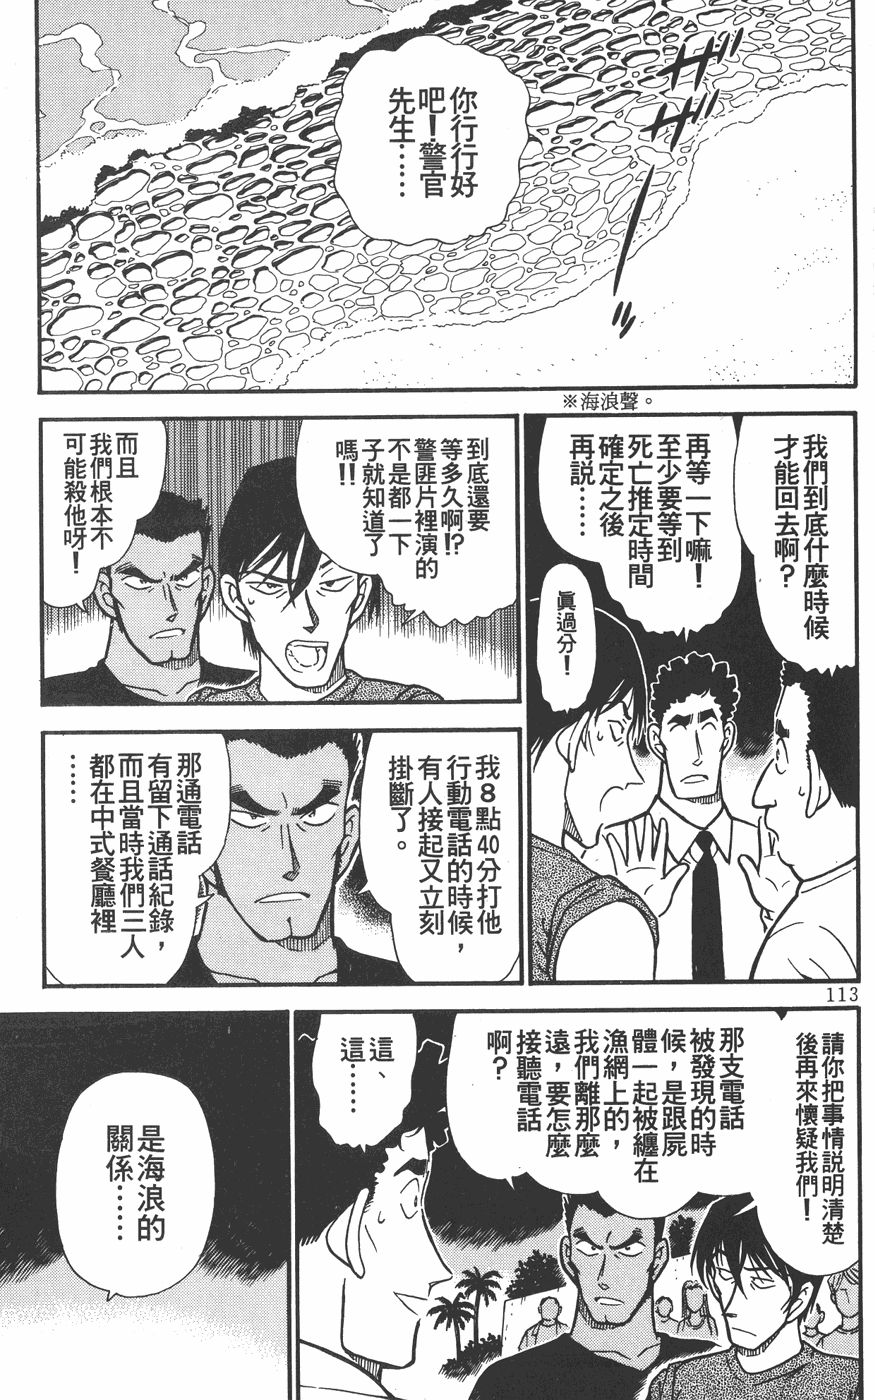 你行行好
吧！警官
先生……
※海浪聲。
我們到底什麼時候
才能回去啊？
再等一下嘛！
至少要等到
死亡推定時間
確定之後
再説……
眞過分！
到底還要
等多久啊！？
警匪片裡演的
不是都一下
子就知道了
嗎！！
而且
我們根本不
可能殺他呀！
我8點40分打他
行動電話的時候，
有人接起又立刻
掛斷了。
那通電話
有留下通話紀錄，
而且當時我們三人
都在中式餐廳裡
……
113
請你把事情説明清楚
後再來懷疑我們！
那支電話
被發現的時
候，是跟屍
體一起被纏在
漁網上的，
我們離那麼
遠，要怎麼
接聽電話
啊？
這、
這……
是海浪的
關係……